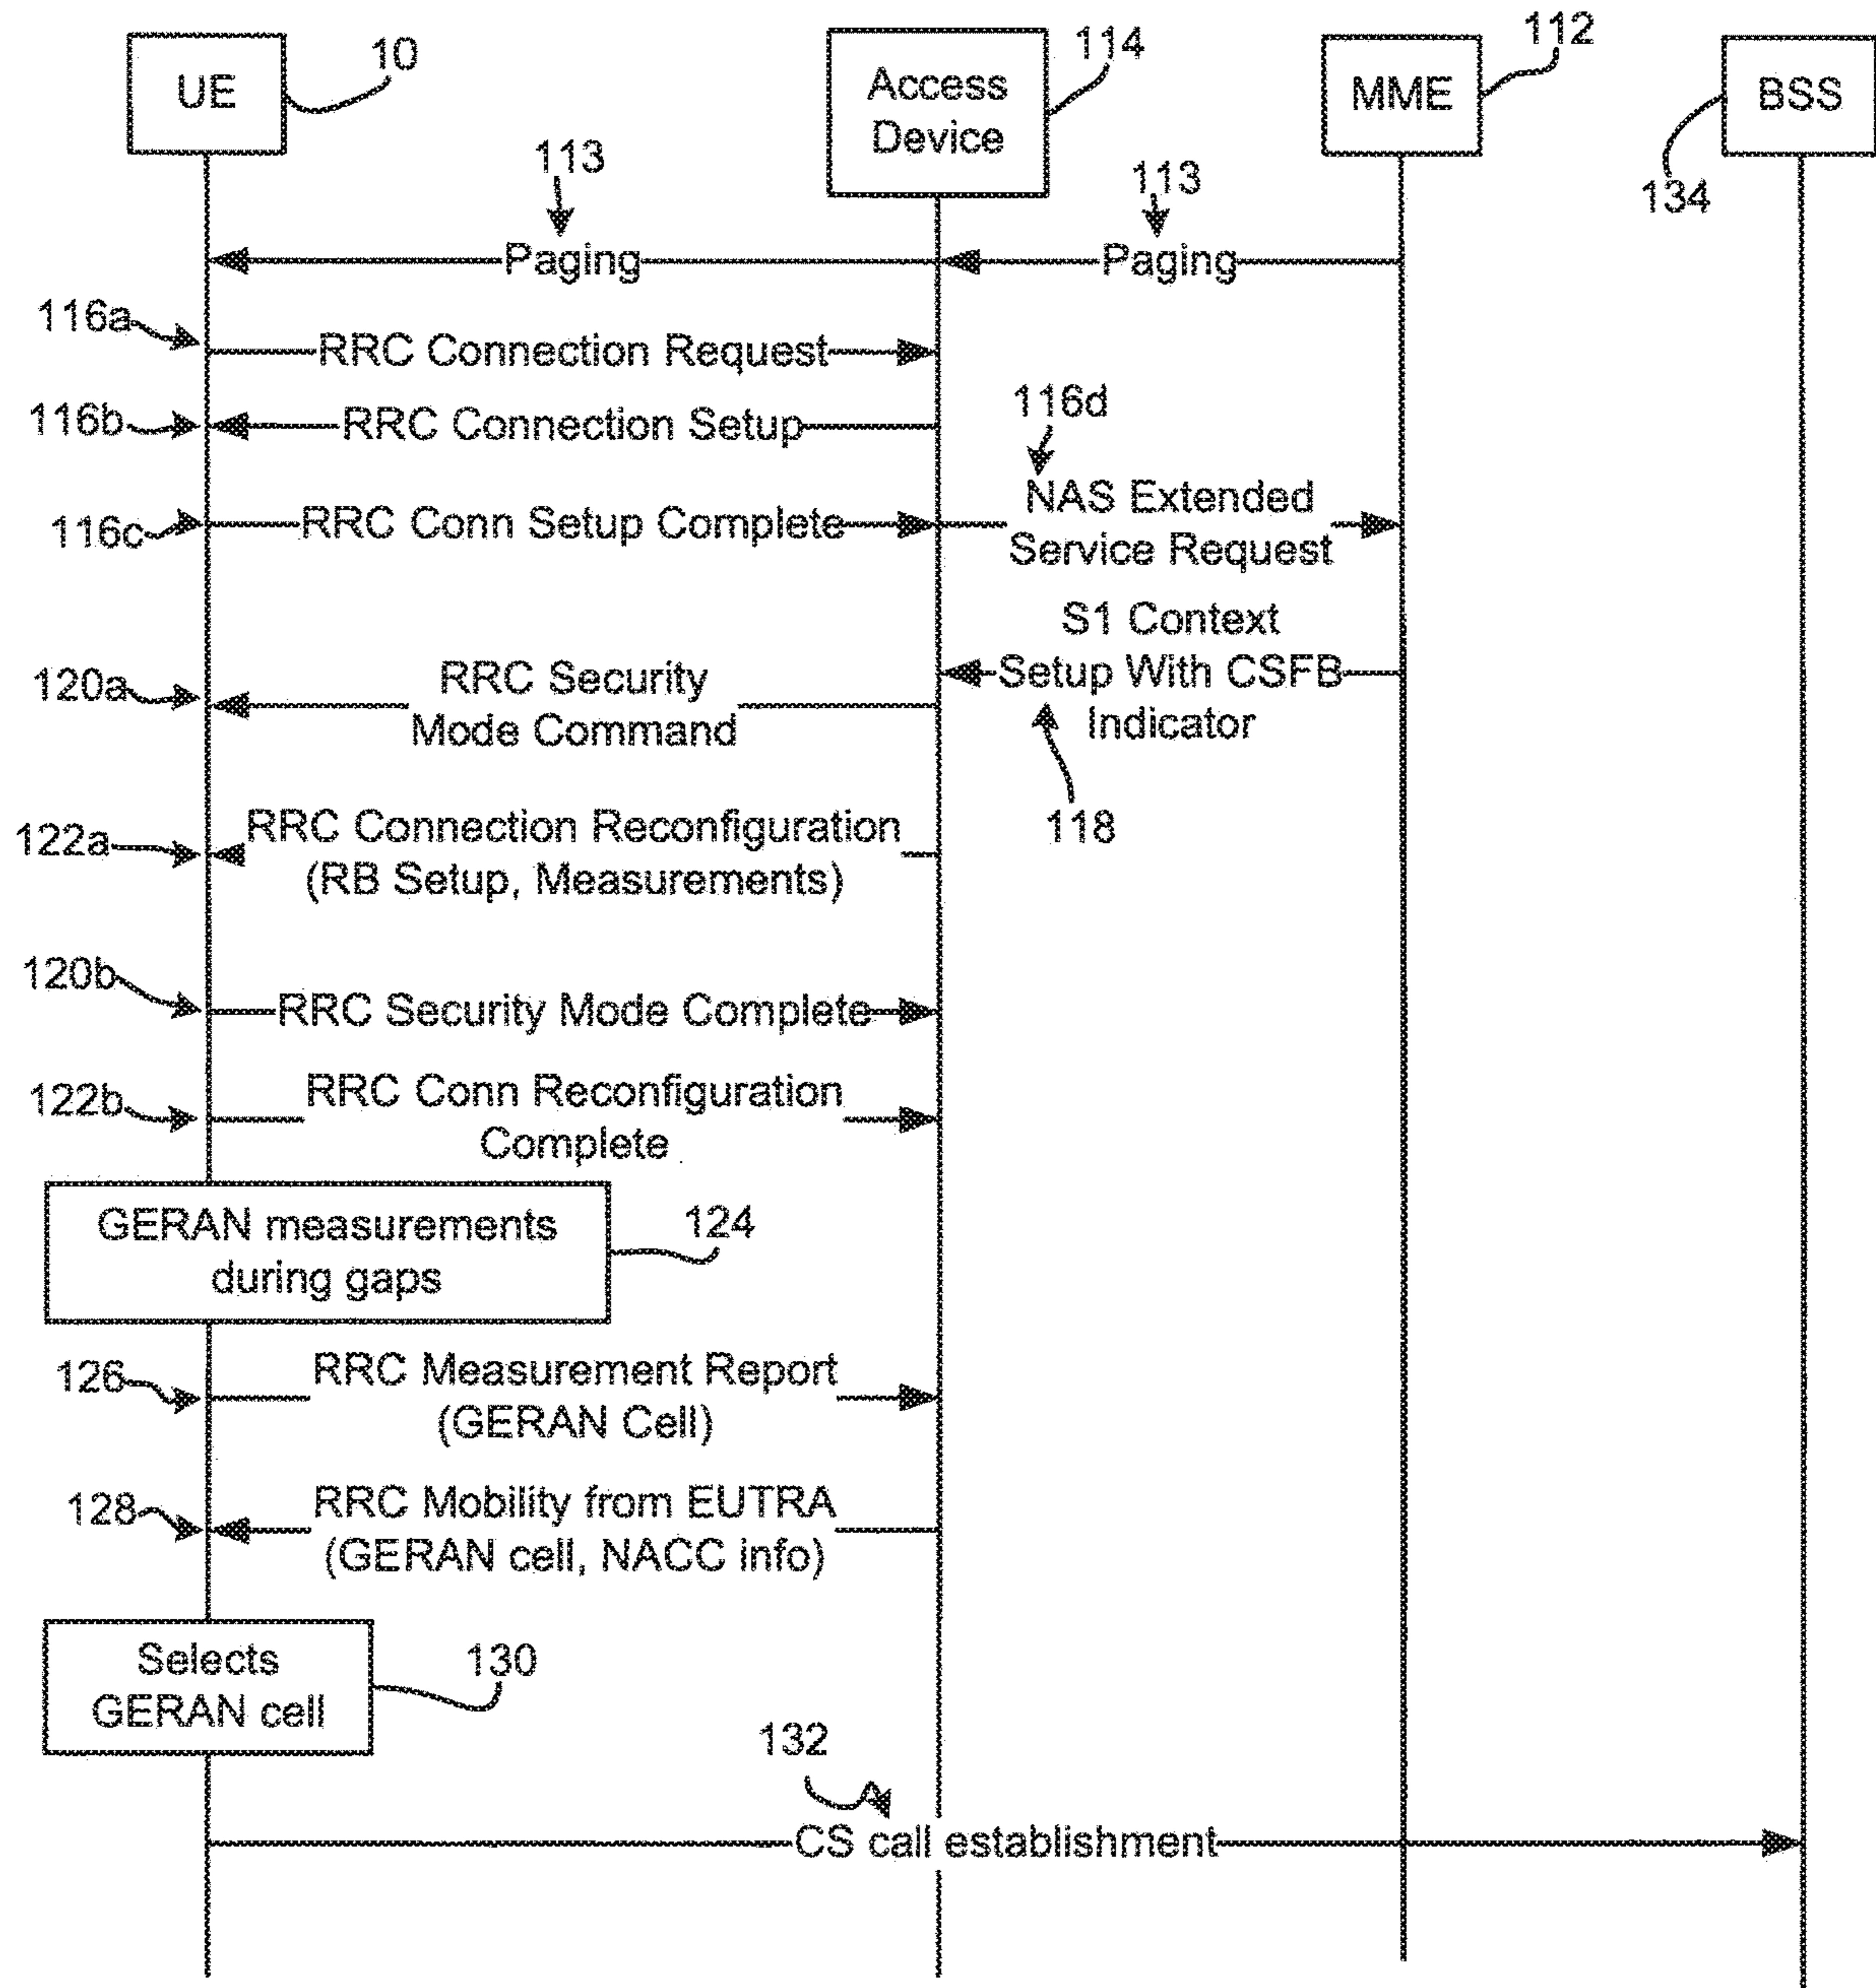 UE
10
Access
Device
114
MME
112
BSS
134
113
113
Paging
Paging
116a
RRC Connection Request
116b
RRC Connection Setup
116d
116c
RRC Conn Setup Complete
NAS Extended
Service Request
S1 Context
Setup With CSFB
Indicator
118
120a
RRC Security
Mode Command
122a
RRC Connection Reconfiguration
(RB Setup, Measurements)
120b
RRC Security Mode Complete
122b
RRC Conn Reconfiguration
Complete
GERAN measurements
during gaps
124
126
RRC Measurement Report
(GERAN Cell)
128
RRC Mobility from EUTRA
(GERAN cell, NACC info)
Selects
GERAN cell
130
132
CS call establishment